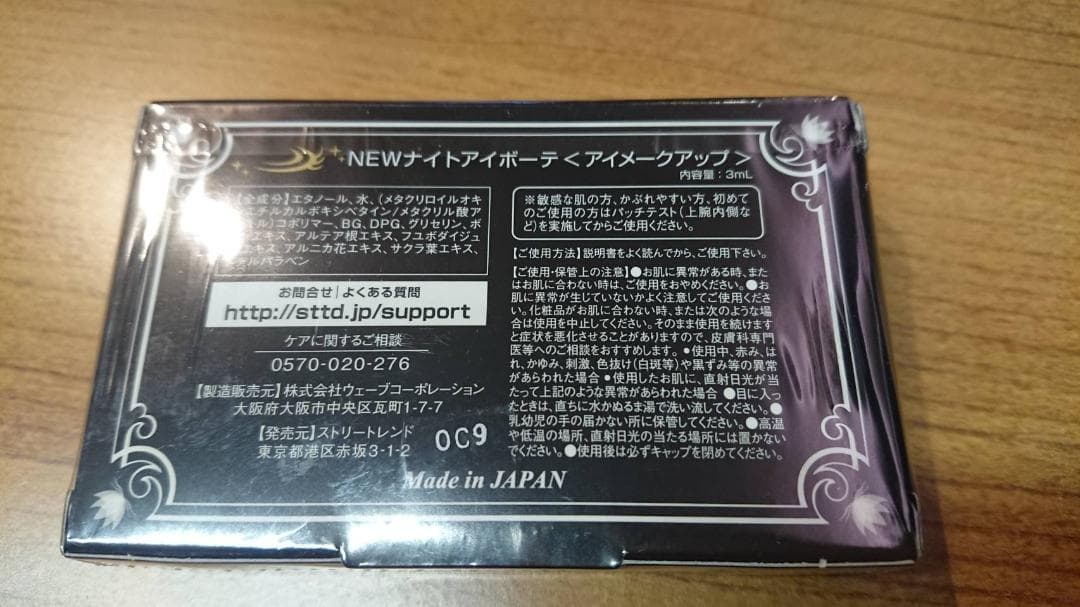 NEWナイトアイボーテ<アイメークアップ>
内容量：3mL
【全成分】エタノール、水、(メタクリロイルオキ
エチルカルボキシベタイン/メタクリル酸ア
ル)コポリマー、BG、DPG、グリセリン、ボ
エキス、アルテア根エキス、フユボダイジュ
エキス、アルニカ花エキス、サクラ葉エキス、
チルパラベン
お問合せ|よくある質問
http://sttd.jp/support
ケアに関するご相談
0570-020-276
【製造販売元】株式会社ウェーブコーポレーション
大阪府大阪市中央区瓦町1-7-7
【発売元】ストリートレンド
東京都港区赤坂3-1-2
0C9
※敏感な肌の方、かぶれやすい方、初めて
のご使用の方はパッチテスト(上腕内側な
ど)を実施してからご使用ください。
【ご使用方法】説明書をよく読んでから、ご使用下さい。
【ご使用・保管上の注意】●お肌に異常がある時、また
はお肌に合わない時は、ご使用をおやめください。●お
肌に異常が生じていないかよく注意してご使用くださ
い。化粧品がお肌に合わない時、または次のような場
合は使用を中止してください。そのまま使用を続けます
と症状を悪化させることがありますので、皮膚科専門
医等へのご相談をおすすめします。●使用中、赤み、は
れ、かゆみ、刺激、色抜け(白斑等)や黒ずみ等の異常
があらわれた場合●使用したお肌に、直射日光が当
たって上記のような異常があらわれた場合●目に入っ
たときは、直ちに水かぬるま湯で洗い流してください。●
乳幼児の手の届かない所に保管してください。●高温
や低温の場所、直射日光の当たる場所には置かない
でください。●使用後は必ずキャップを閉めてください。
Made in JAPAN